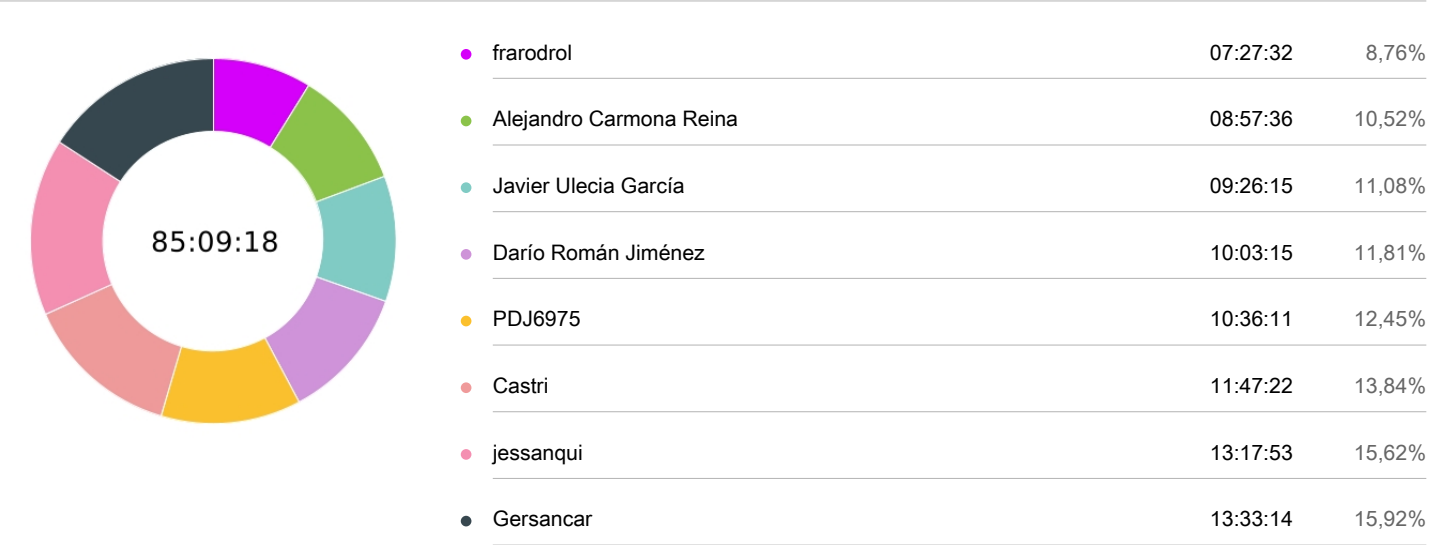 frarodrol 07:27:32 8,76%
Alejandro Carmona Reina 08:57:36 10,52%
Javier Ulecia García 09:26:15 11,08%
85:09:18
Darío Román Jiménez 10:03:15 11,81%
PDJ6975 10:36:11 12,45%
Castri 11:47:22 13,84%
jessanqui 13:17:53 15,62%
Gersancar 13:33:14 15,92%